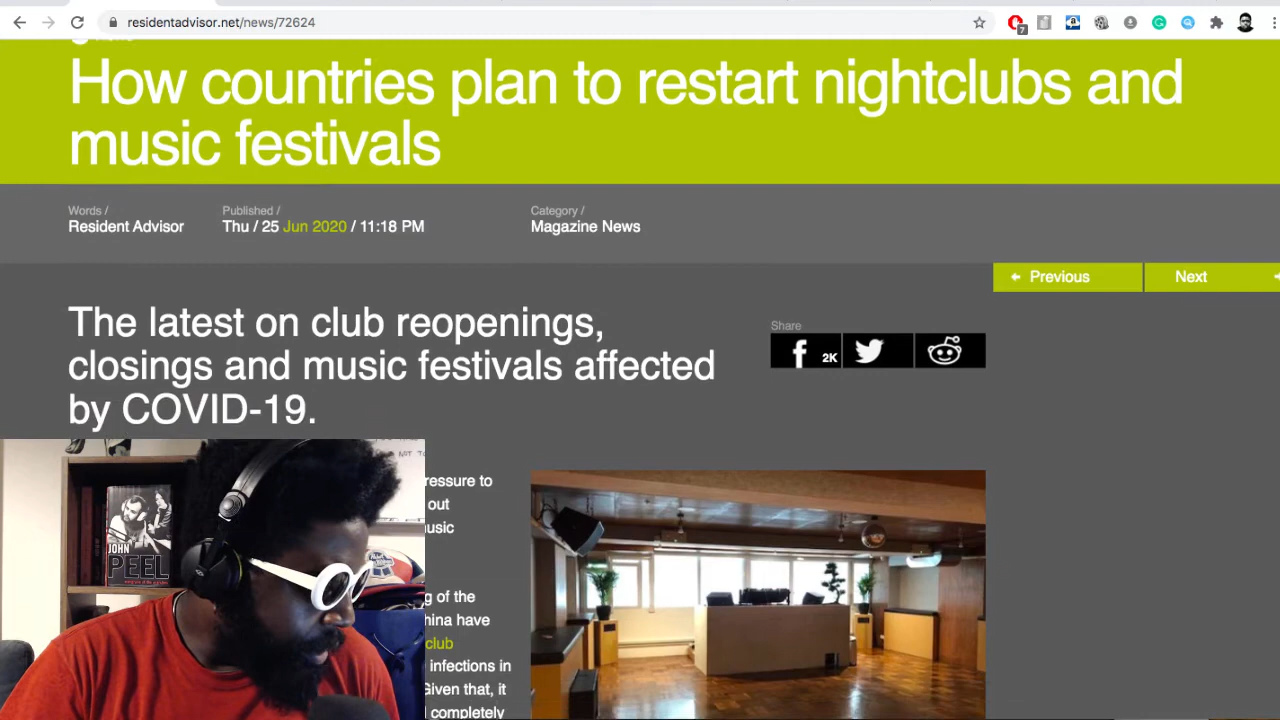 residentadvisor.net/news/72624
7
How countries plan to restart nightclubs and
music festivals
Words /
Resident Advisor
Published /
Thu / 25 Jun 2020 / 11:18 PM
Category /
Magazine News
Previous
Next
The latest on club reopenings,
closings and music festivals affected
by COVID-19.
Share
2K
ressure to
out
usic
g of the
hina have
club
infections in
Given that, it
completely
JOHN
PEEL